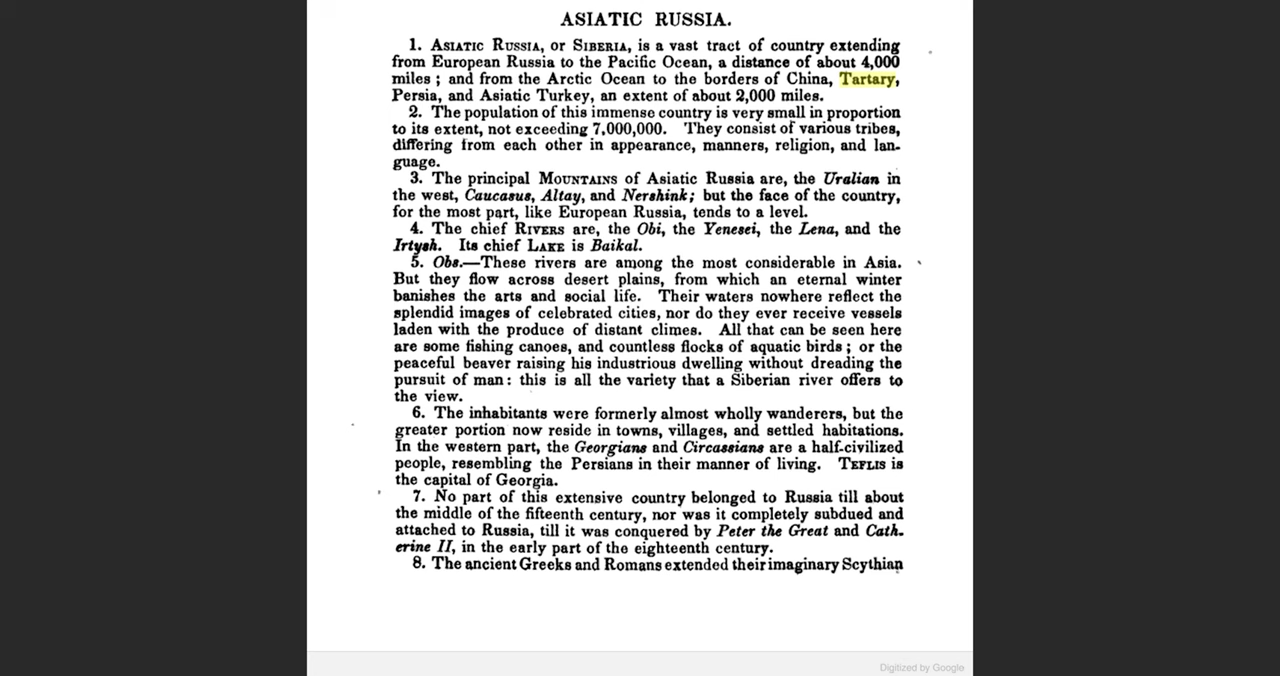 ASIATIC RUSSIA.
1. ASIATIC RUSSIA, or SIBERIA, is a vast tract of country extending
from European Russia to the Pacific Ocean, a distance of about 4,000
miles ; and from the Arctic Ocean to the borders of China, Tartary,
Persia, and Asiatic Turkey, an extent of about 2,000 miles.
2. The population of this immense country is very small in proportion
to its extent, not exceeding 7,000,000. They consist of various tribes,
differing from each other in appearance, manners, religion, and lan-
guage.
3. The principal MOUNTAINS of Asiatic Russia are, the Uralian in
the west, Caucasus, Altay, and Nershink; but the face of the country,
for the most part, like European Russia, tends to a level.
4. The chief RIVERS are, the Obi, the Yenesei, the Lena, and the
Irtysh. Its chief LAKE is Baikal.
5. Obs.—These rivers are among the most considerable in Asia.
But they flow across desert plains, from which an eternal winter
banishes the arts and social life. Their waters nowhere reflect the
splendid images of celebrated cities, nor do they ever receive vessels
laden with the produce of distant climes. All that can be seen here
are some fishing canoes, and countless flocks of aquatic birds ; or the
peaceful beaver raising his industrious dwelling without dreading the
pursuit of man : this is all the variety that a Siberian river offers to
the view.
6. The inhabitants were formerly almost wholly wanderers, but the
greater portion now reside in towns, villages, and settled habitations.
In the western part, the Georgians and Circassians are a half-civilized
people, resembling the Persians in their manner of living. TEFLIS is
the capital of Georgia.
7. No part of this extensive country belonged to Russia till about
the middle of the fifteenth century, nor was it completely subdued and
attached to Russia, till it was conquered by Peter the Great and Cath-
erine II, in the early part of the eighteenth century.
8. The ancient Greeks and Romans extended their imaginary Scythian
Digitized by Google